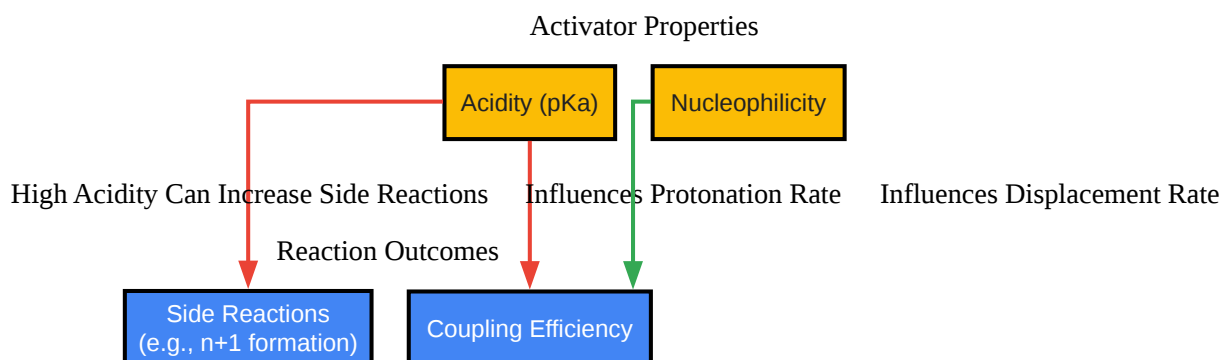 Activator Properties
Acidity (pKa)
Nucleophilicity
High Acidity Can Increase Side Reactions
Influences Protonation Rate
Influences Displacement Rate
Reaction Outcomes
Side Reactions
(e.g., n+1 formation)
Coupling Efficiency